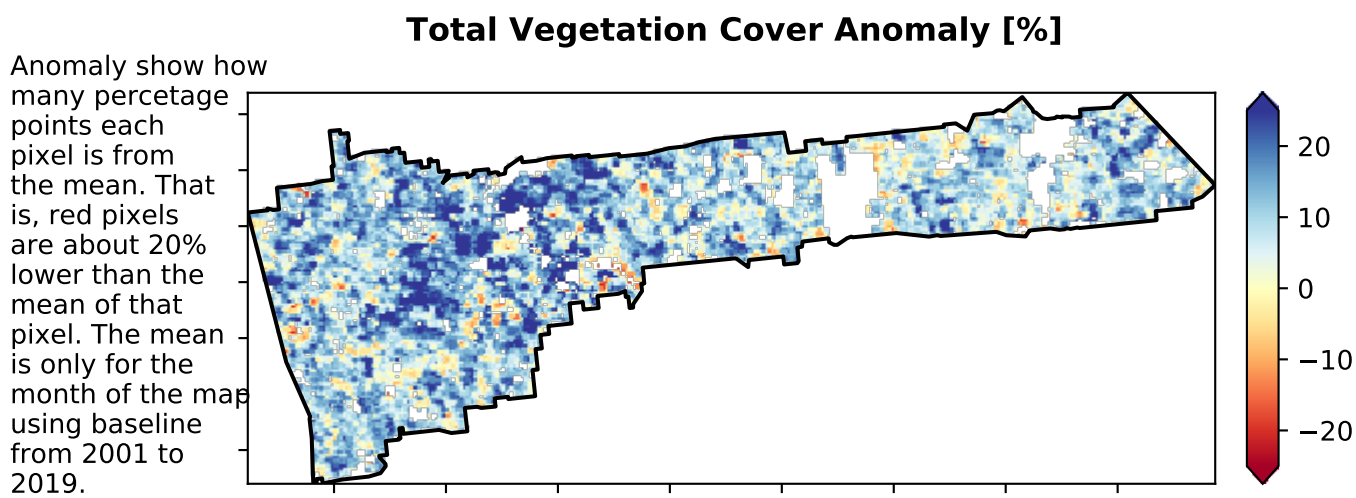 Total Vegetation Cover Anomaly [%]
Anomaly show how
many percetage
points each
pixel is from
the mean. That
is, red pixels
are about 20%
lower than the
mean of that
pixel. The mean
is only for the
month of the map
using baseline
from 2001 to
2019.
20
10
0
−10
−20